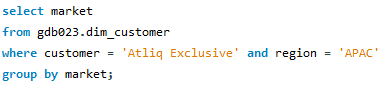 select market
from gdb023.dim_customer
where customer = 'Atliq Exclusive' and region = 'APAC'
group by market;